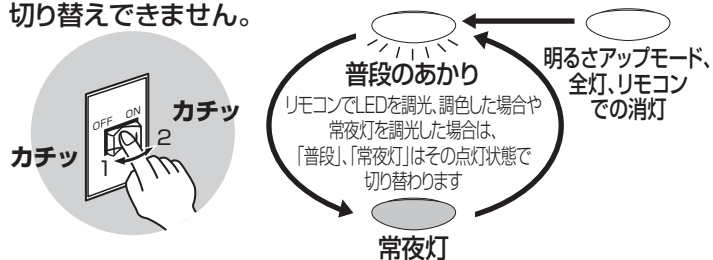 切り替えできません。
OFF ON
カチッ
2
カチッ
1
普段のあかり
リモコンでLEDを調光、調色した場合や
常夜灯を調光した場合は、
「普段」、「常夜灯」はその点灯状態で
切り替わります
常夜灯
明るさアップモード、
全灯、リモコン
での消灯